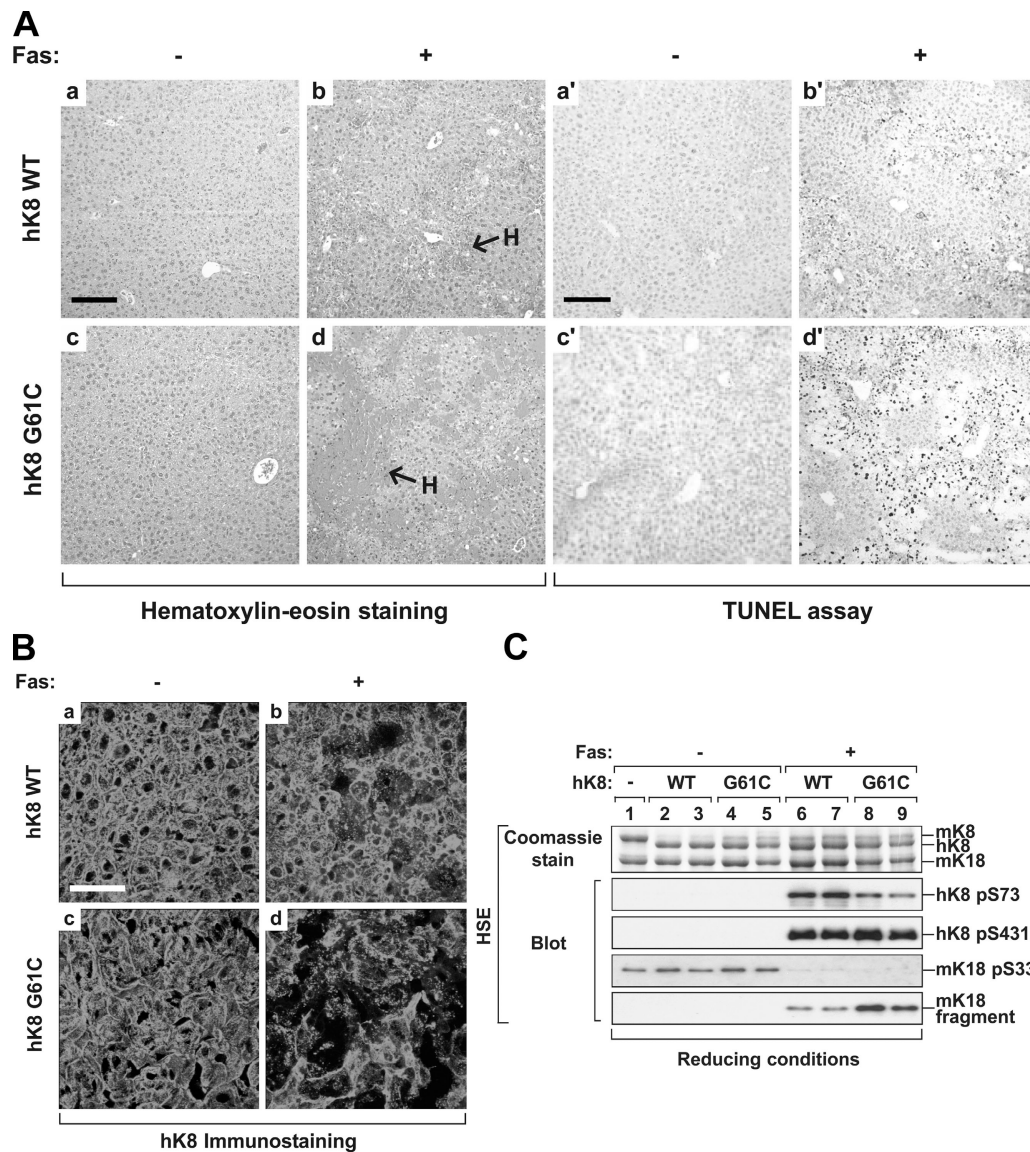 A
Fas: - + - +
a b a' b'
hK8 WT
H
c d c' d'
hK8 G61C
H
Hematoxylin-eosin staining TUNEL assay
B
Fas: - +
a b
hK8 WT
c d
hK8 G61C
hK8 Immunostaining
C
Fas: - +
hK8: - WT G61C WT G61C
1 2 3 4 5 6 7 8 9
HSE
Coomassie stain
mK8
hK8
mK18
Blot
hK8 pS73
hK8 pS431
mK18 pS33
mK18
fragment
Reducing conditions